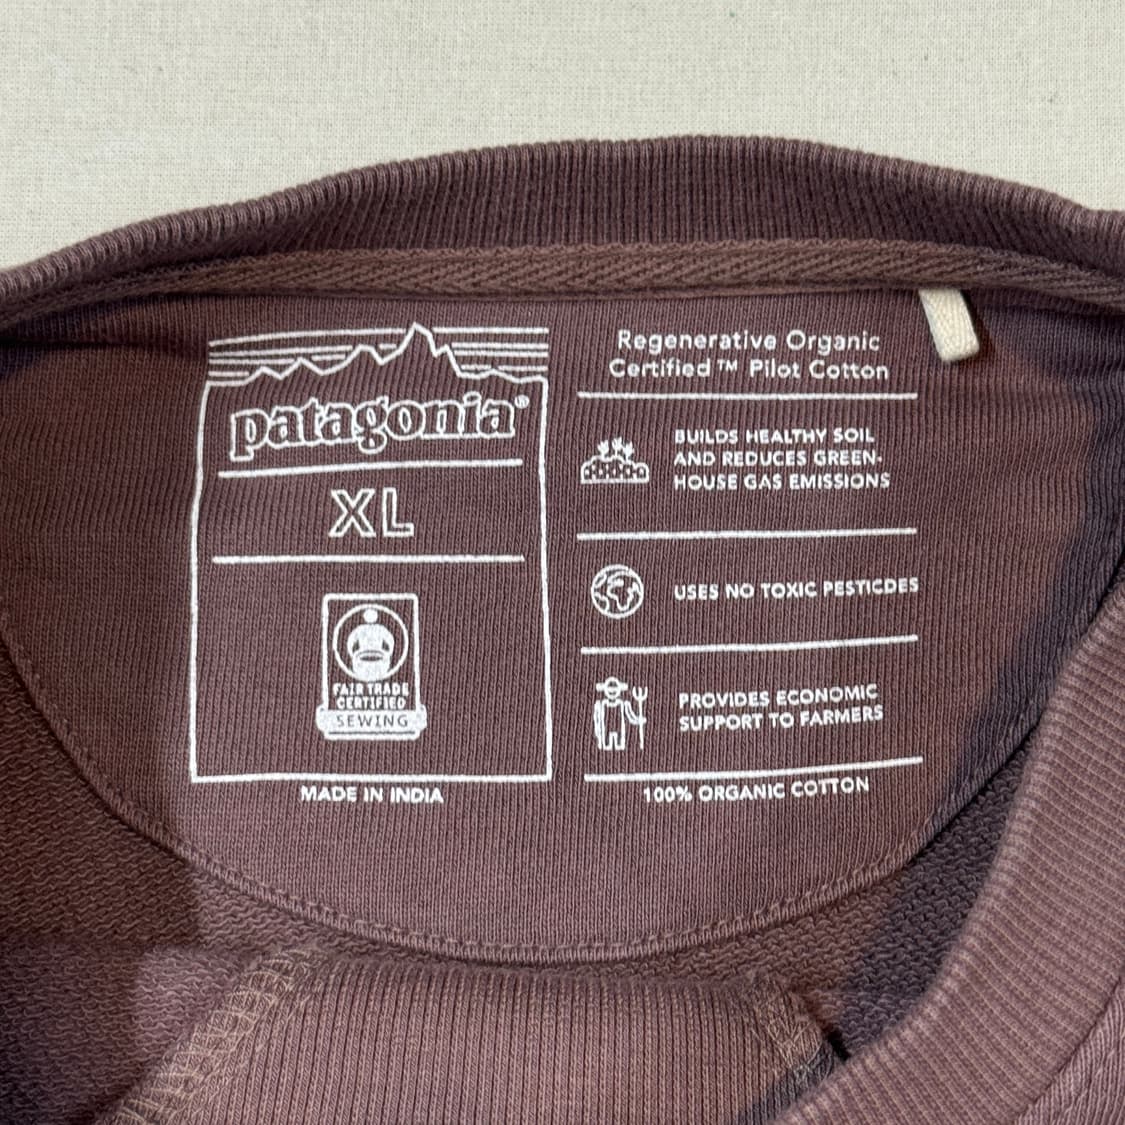 patagonia®
XL
FAIR TRADE
CERTIFIED
SEWING
MADE IN INDIA
Regenerative Organic
Certified™ Pilot Cotton
BUILDS HEALTHY SOIL
AND REDUCES GREEN-
HOUSE GAS EMISSIONS
USES NO TOXIC PESTICDES
PROVIDES ECONOMIC
SUPPORT TO FARMERS
100% ORGANIC COTTON